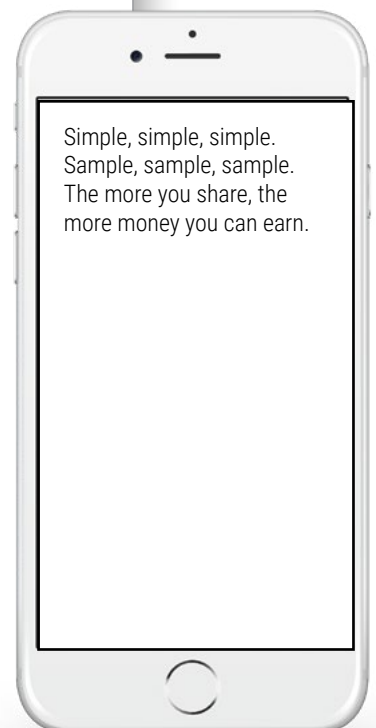 Simple, simple, simple.
Sample, sample, sample.
The more you share, the
more money you can earn.